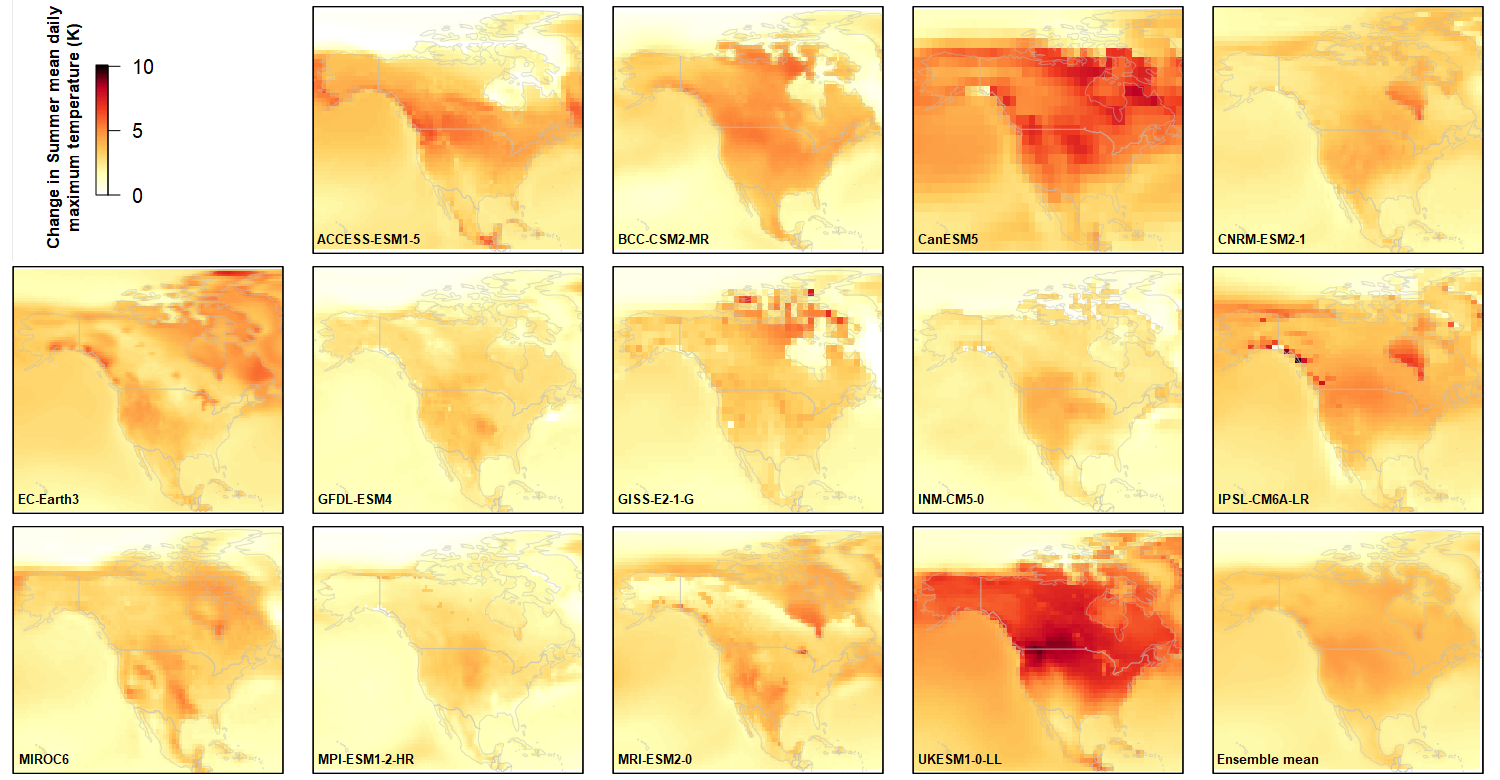 Change in Summer mean daily
maximum temperature (K)
10
5
0
ACCESS-ESM1-5
BCC-CSM2-MR
CanESM5
CNRM-ESM2-1
EC-Earth3
GFDL-ESM4
GISS-E2-1-G
INM-CM5-0
IPSL-CM6A-LR
MIROC6
MPI-ESM1-2-HR
MRI-ESM2-0
UKESM1-0-LL
Ensemble mean